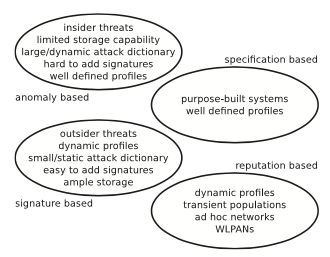 insider threats
limited storage capability
large/dynamic attack dictionary
hard to add signatures
well defined profiles
anomaly based
specification based
purpose-built systems
well defined profiles
outsider threats
dynamic profiles
small/static attack dictionary
easy to add signatures
ample storage
signature based
reputation based
dynamic profiles
transient populations
ad hoc networks
WLPANs